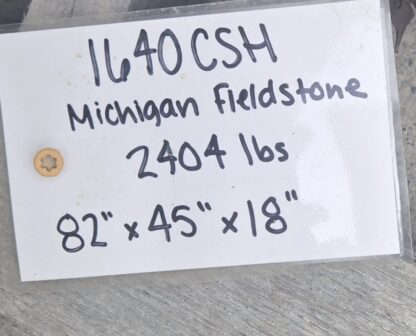 1640CSH
Michigan Fieldstone
2404 lbs
82" x 45" x 18"